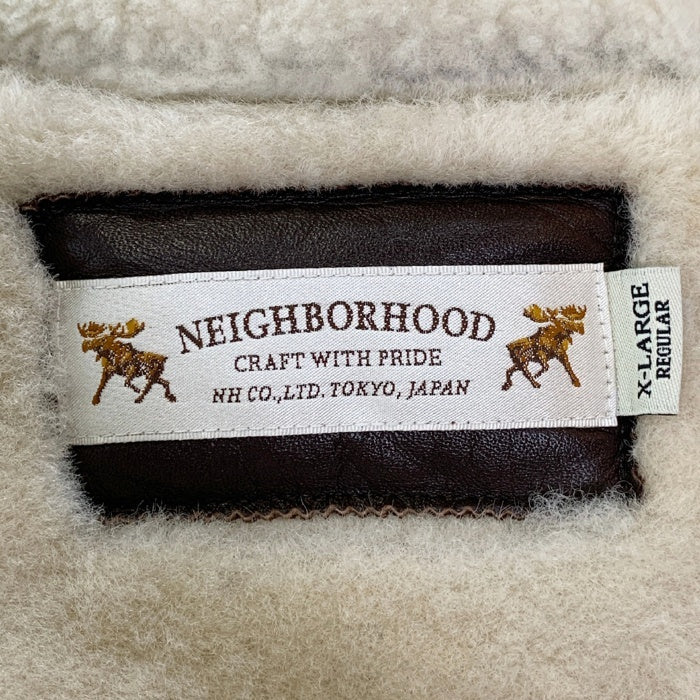 NEIGHBORHOOD
CRAFT WITH PRIDE
NH CO.,LTD. TOKYO, JAPAN
X-LARGE
REGULAR